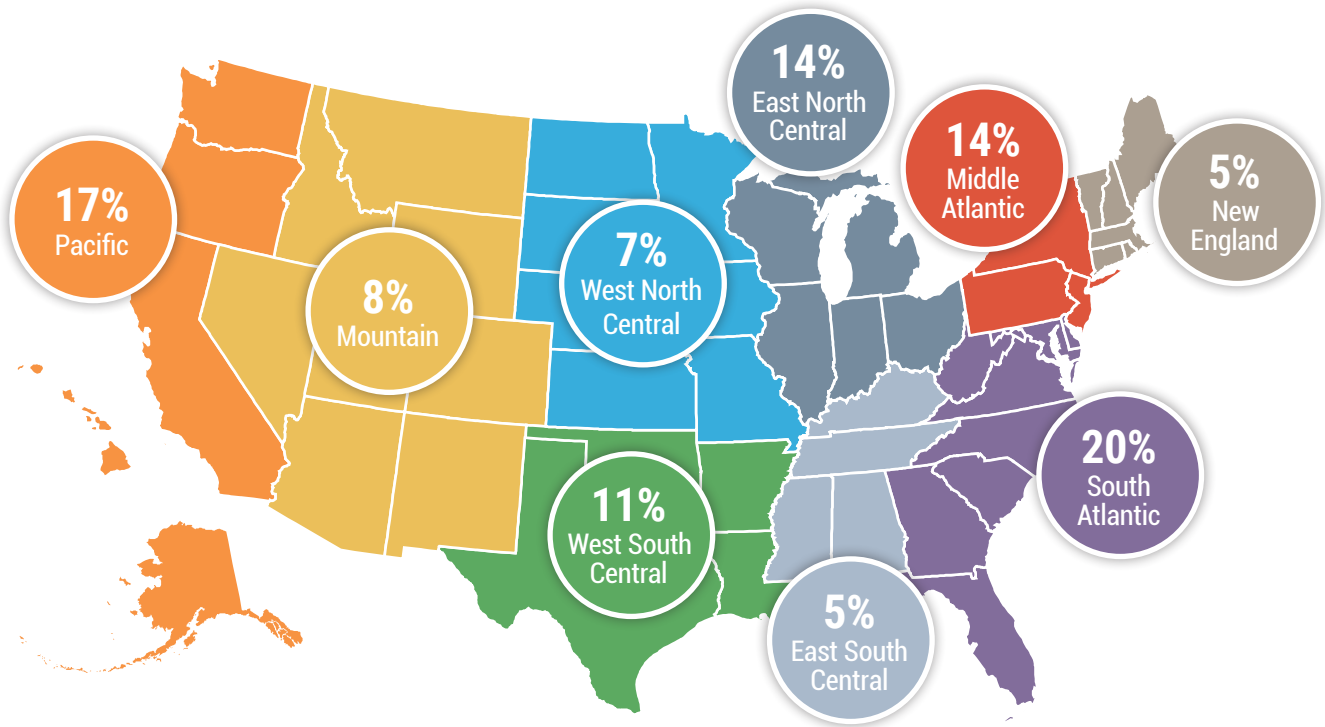 14%
East North
Central
14%
Middle
Atlantic
5%
New
England
17%
Pacific
7%
West North
Central
8%
Mountain
20%
South
Atlantic
11%
West South
Central
5%
East South
Central